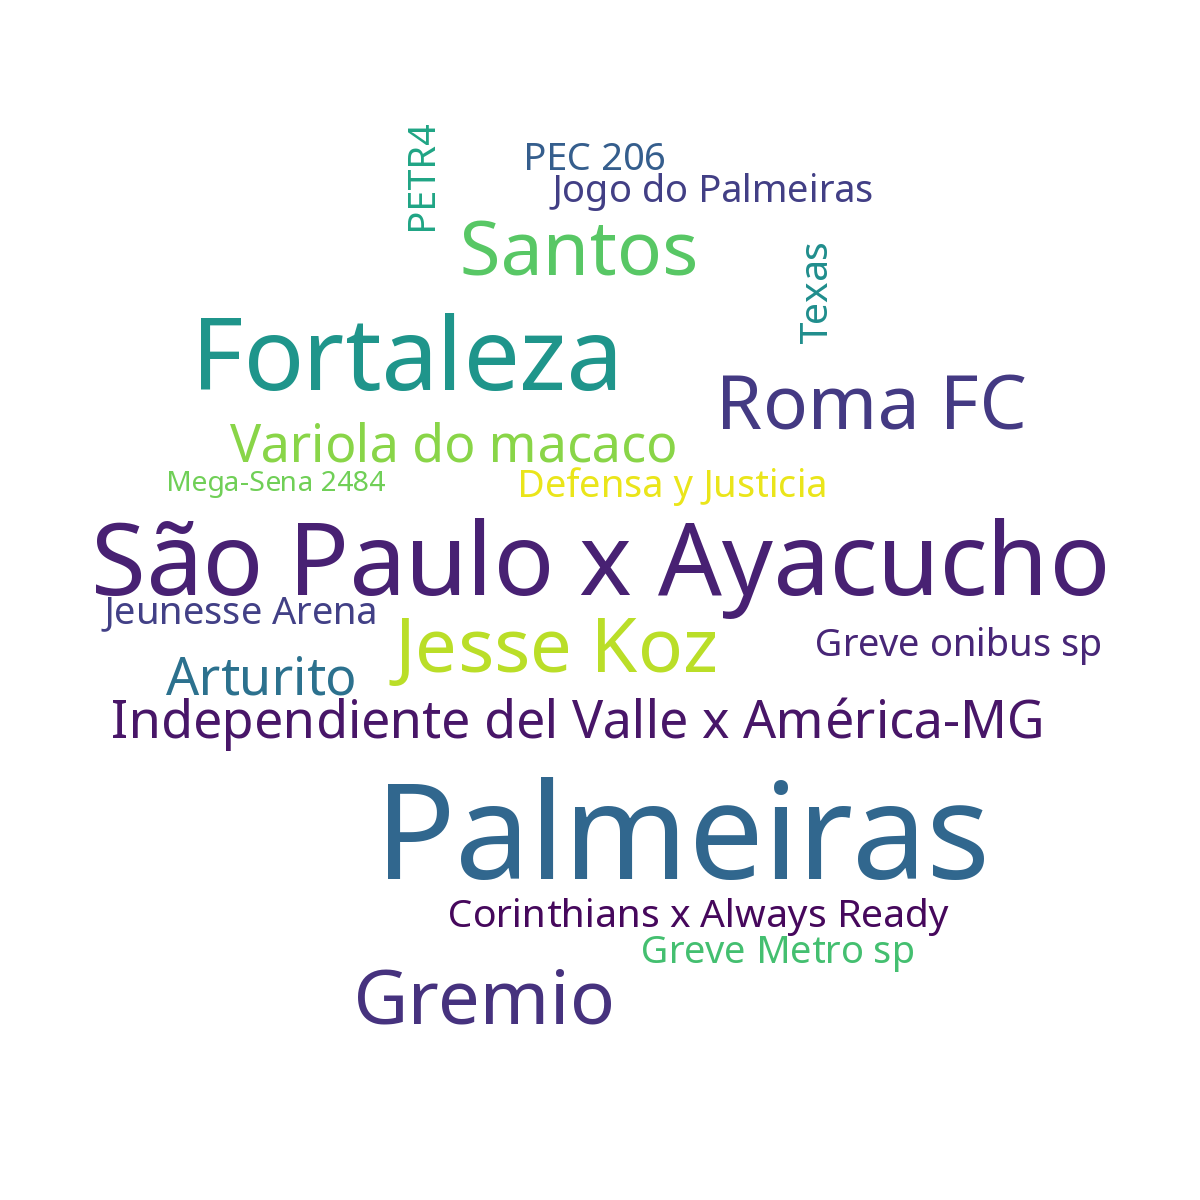 PETR4
PEC 206
Jogo do Palmeiras
Santos
Texas
Fortaleza
Roma FC
Variola do macaco
Mega-Sena 2484
Defensa y Justicia
São Paulo x Ayacucho
Jeunesse Arena
Jesse Koz
Greve onibus sp
Arturito
Independiente del Valle x América-MG
Palmeiras
Corinthians x Always Ready
Greve Metro sp
Gremio